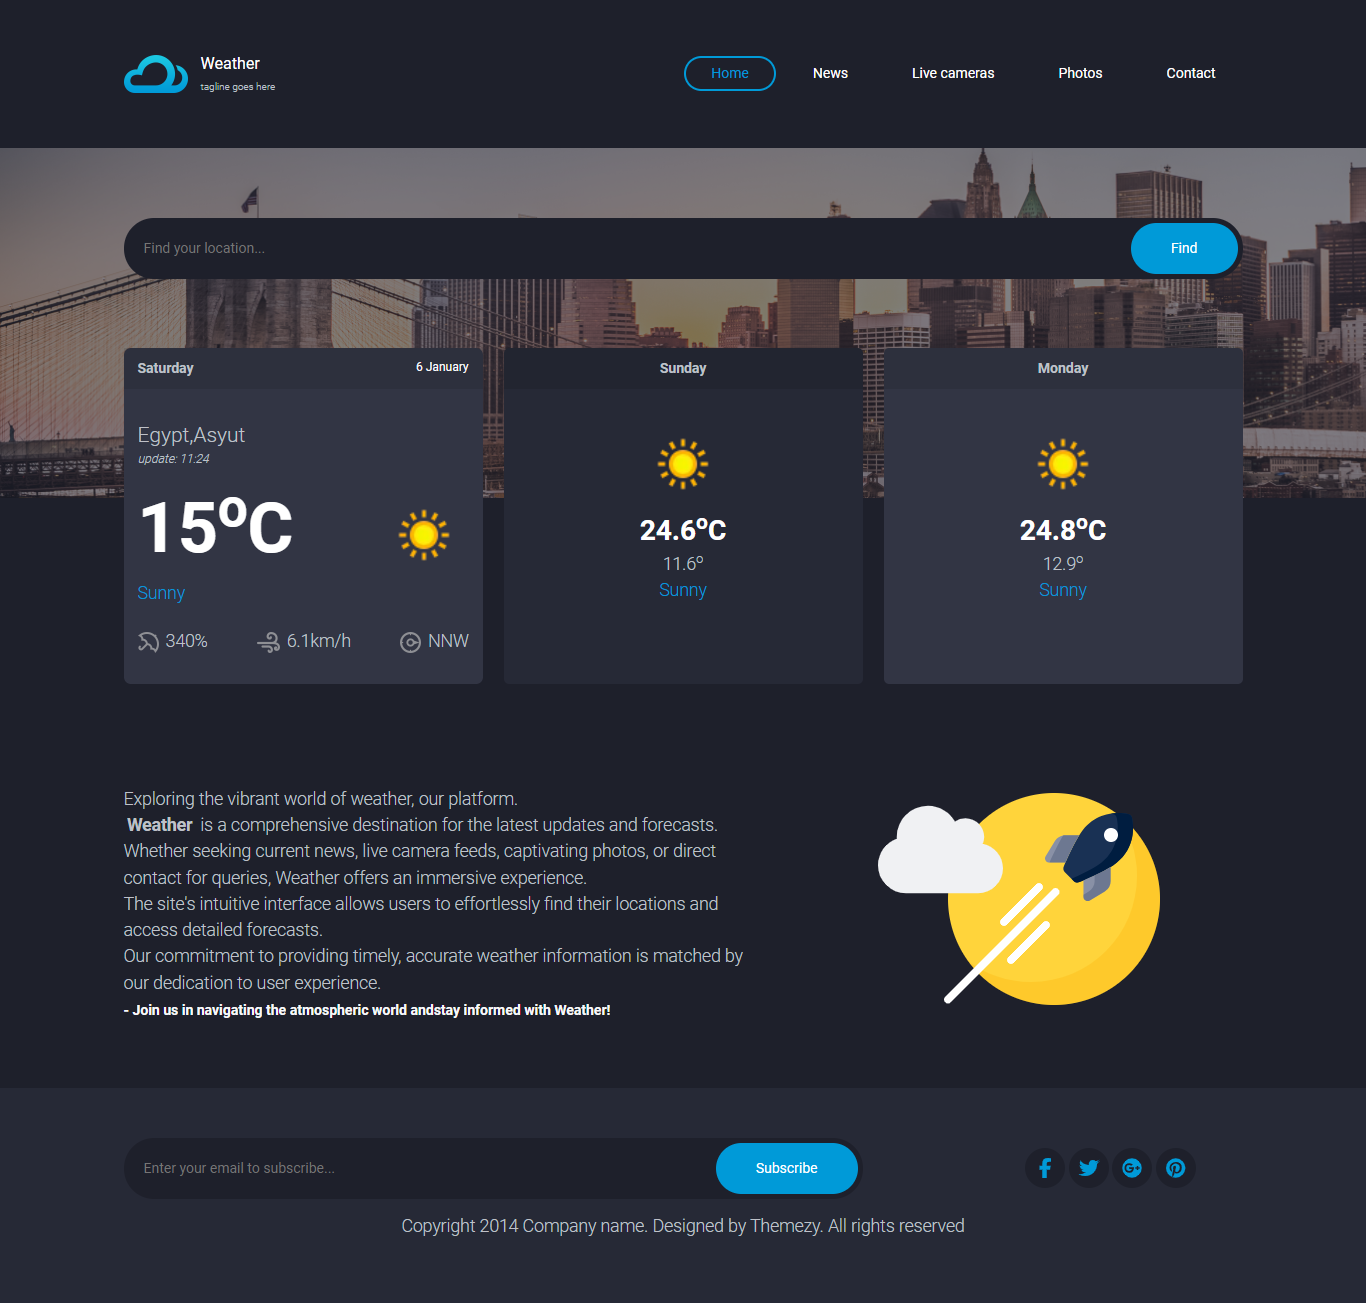 Weather
tagline goes here
Home
News
Live cameras
Photos
Contact
Find your location...
Find
Saturday
6 January
Egypt,Asyut
update: 11:24
15ºC
Sunny
340%
6.1km/h
NNW
Sunday
24.6ºC
11.6º
Sunny
Monday
24.8ºC
12.9º
Sunny
Exploring the vibrant world of weather, our platform.
Weather is a comprehensive destination for the latest updates and forecasts.
Whether seeking current news, live camera feeds, captivating photos, or direct
contact for queries, Weather offers an immersive experience.
The site's intuitive interface allows users to effortlessly find their locations and
access detailed forecasts.
Our commitment to providing timely, accurate weather information is matched by
our dedication to user experience.
- Join us in navigating the atmospheric world andstay informed with Weather!
Enter your email to subscribe...
Subscribe
Copyright 2014 Company name. Designed by Themezy. All rights reserved